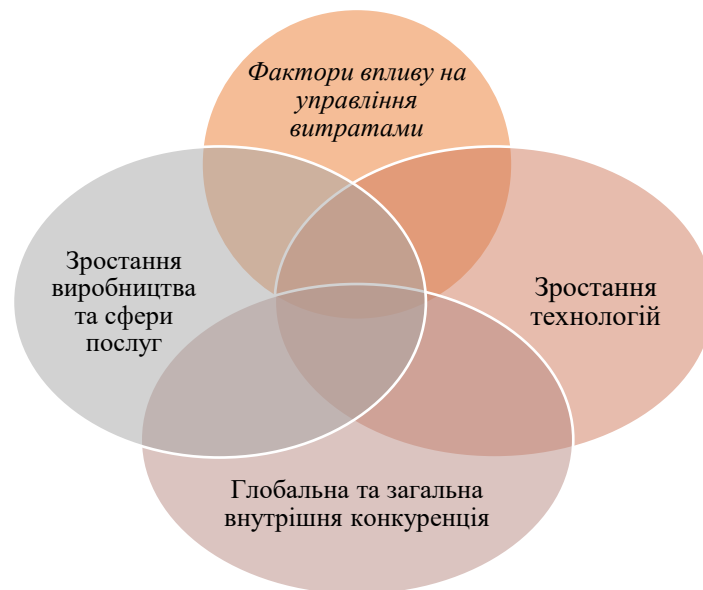 Фактори впливу на
управління
витратами
Зростання
виробництва
та сфери
послуг
Зростання
технологій
Глобальна та загальна
внутрішня конкуренція